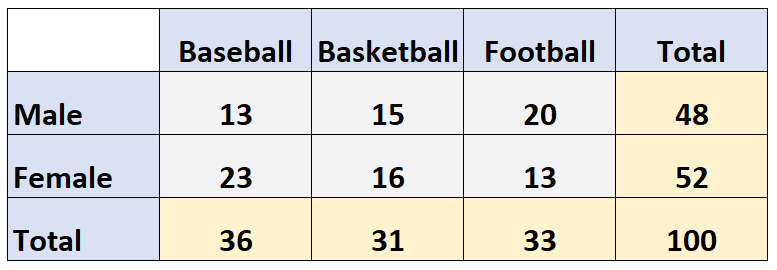 Baseball Basketball Football Total
Male 13 15 20 48
Female 23 16 13 52
Total 36 31 33 100